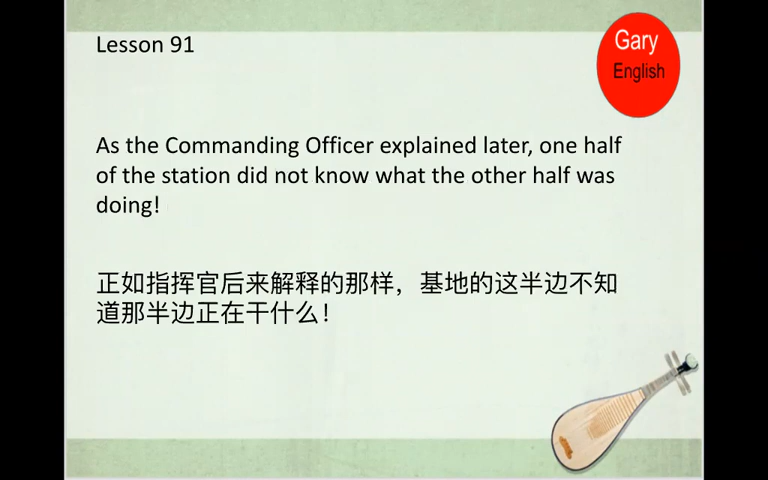 Lesson 91
Gary
English
As the Commanding Officer explained later, one half
of the station did not know what the other half was
doing!
正如指挥官后来解释的那样，基地的这半边不知
道那半边正在干什么！